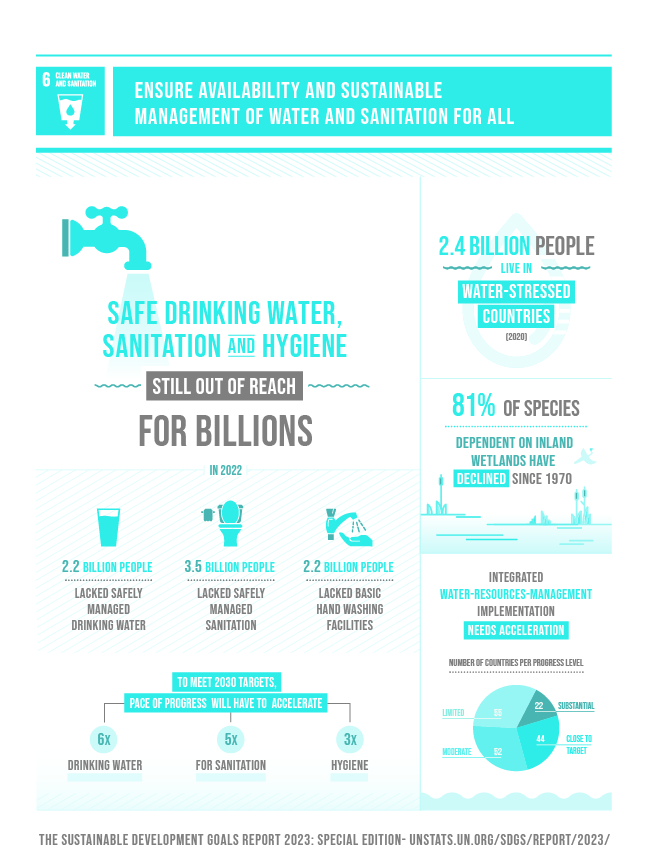 6 CLEAN WATER
AND SANITATION
ENSURE AVAILABILITY AND SUSTAINABLE
MANAGEMENT OF WATER AND SANITATION FOR ALL
SAFE DRINKING WATER,
SANITATION AND HYGIENE
STILL OUT OF REACH
FOR BILLIONS
IN 2022
2.2 BILLION PEOPLE
LACKED SAFELY
MANAGED
DRINKING WATER
3.5 BILLION PEOPLE
LACKED SAFELY
MANAGED
SANITATION
2.2 BILLION PEOPLE
LACKED BASIC
HAND WASHING
FACILITIES
TO MEET 2030 TARGETS,
PACE OF PROGRESS WILL HAVE TO ACCELERATE
6x
DRINKING WATER
5x
FOR SANITATION
3x
HYGIENE
2.4 BILLION PEOPLE
LIVE IN
WATER-STRESSED
COUNTRIES
(2020)
81% OF SPECIES
DEPENDENT ON INLAND
WETLANDS HAVE
DECLINED SINCE 1970
INTEGRATED
WATER-RESOURCES-MANAGEMENT
IMPLEMENTATION
NEEDS ACCELERATION
NUMBER OF COUNTRIES PER PROGRESS LEVEL
22 SUBSTANTIAL
LIMITED
44 CLOSE TO
TARGET
MODERATE 52
THE SUSTAINABLE DEVELOPMENT GOALS REPORT 2023: SPECIAL EDITION- UNSTATS.UN.ORG/SDGS/REPORT/2023/